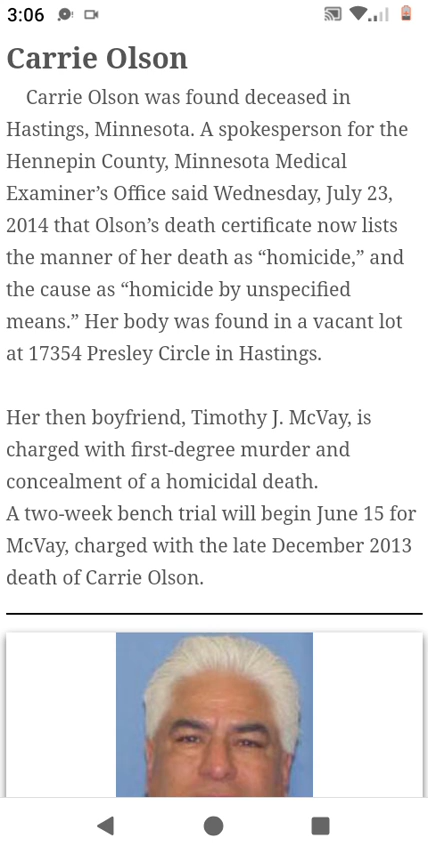 3:06
Carrie Olson
Carrie Olson was found deceased in
Hastings, Minnesota. A spokesperson for the
Hennepin County, Minnesota Medical
Examiner’s Office said Wednesday, July 23,
2014 that Olson’s death certificate now lists
the manner of her death as “homicide,” and
the cause as “homicide by unspecified
means.” Her body was found in a vacant lot
at 17354 Presley Circle in Hastings.
Her then boyfriend, Timothy J. McVay, is
charged with first-degree murder and
concealment of a homicidal death.
A two-week bench trial will begin June 15 for
McVay, charged with the late December 2013
death of Carrie Olson.